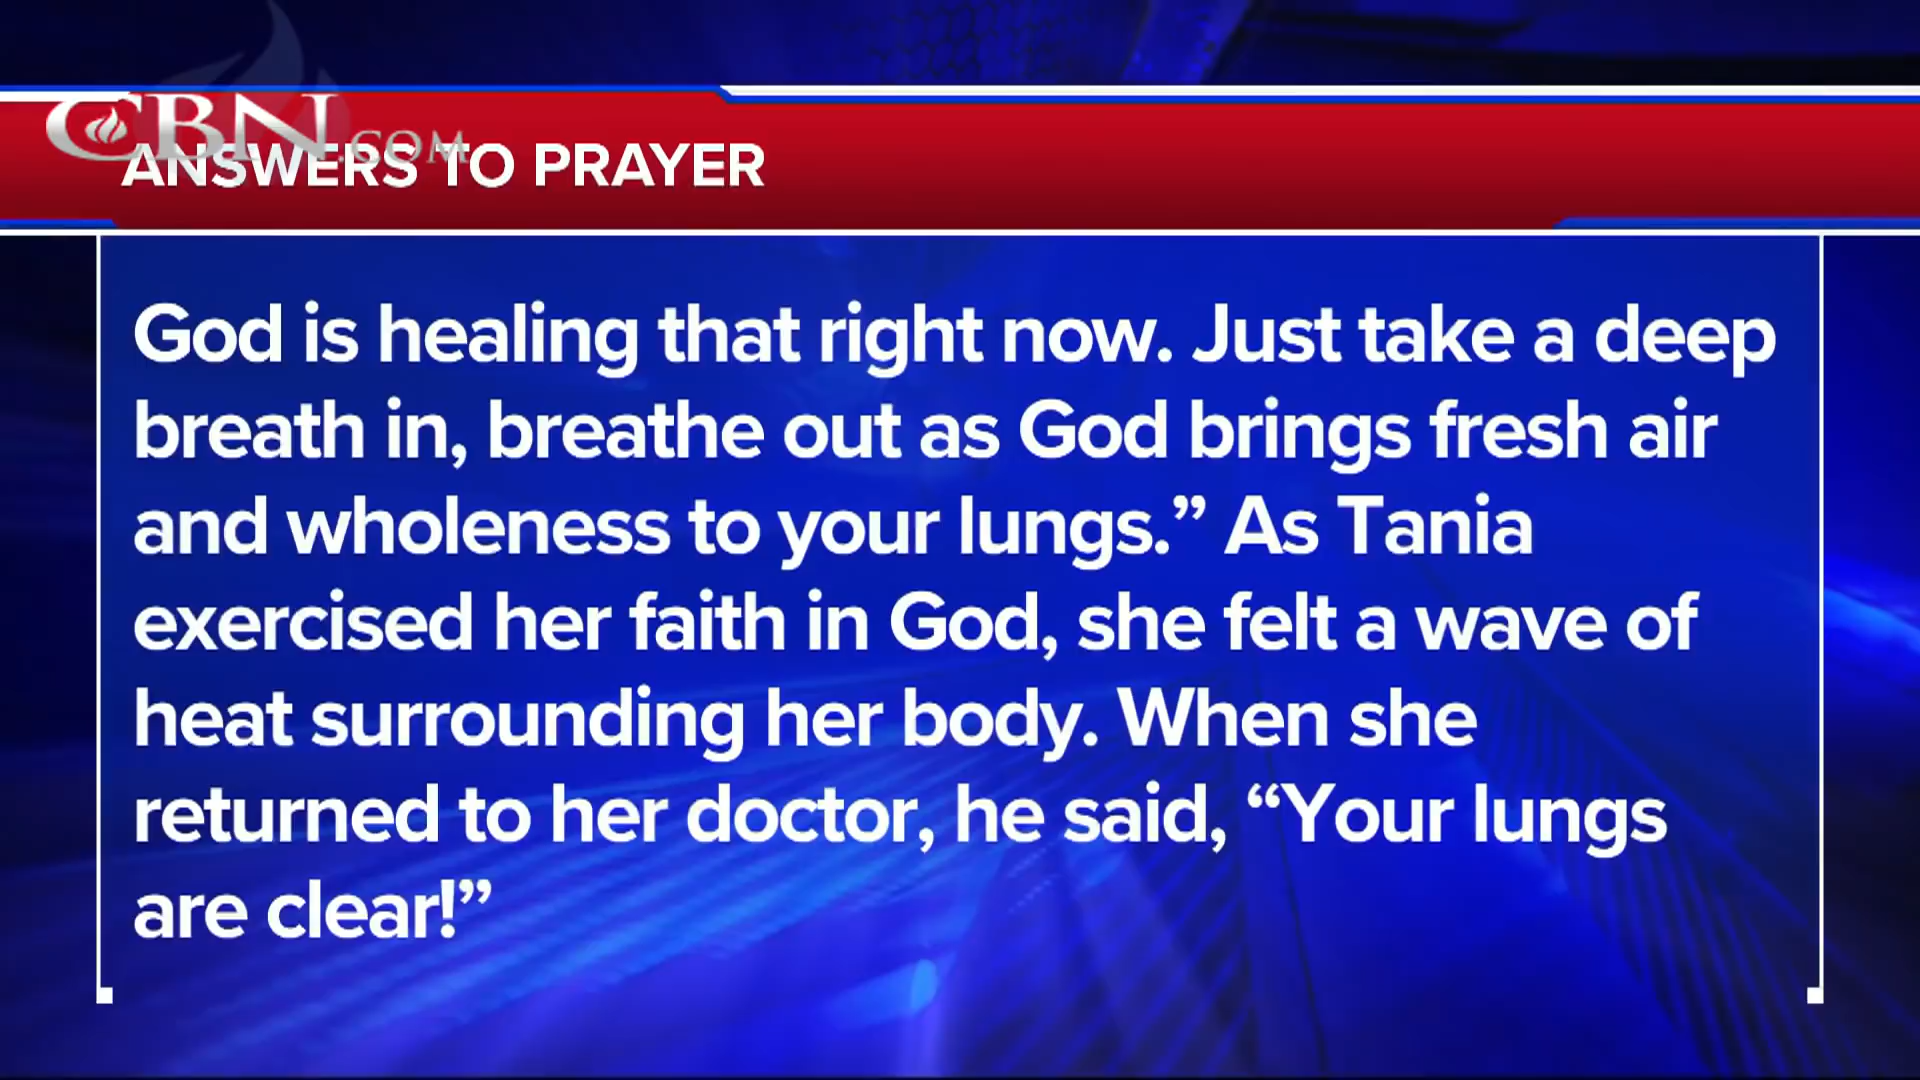 CBN.COM
ANSWERS TO PRAYER
God is healing that right now. Just take a deep
breath in, breathe out as God brings fresh air
and wholeness to your lungs.” As Tania
exercised her faith in God, she felt a wave of
heat surrounding her body. When she
returned to her doctor, he said, “Your lungs
are clear!”